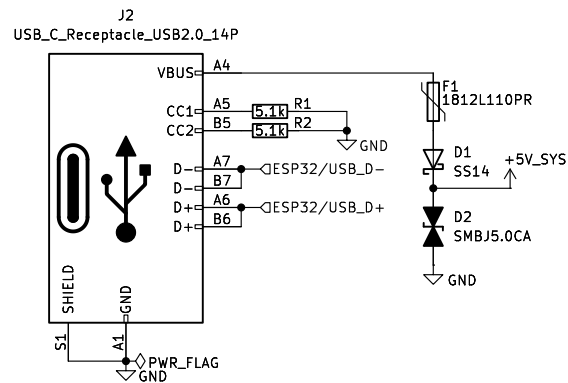 J2
USB_C_Receptacle_USB2.0_14P
VBUS A4
F1
1812L110PR
CC1 A5 5.1k R1
CC2 B5 5.1k R2
GND
D1
SS14
+5V_SYS
D- A7 ESP32/USB_D-
D- B7
D+ A6 ESP32/USB_D+
D+ B6
D2
SMBJ5.0CA
GND
SHIELD
GND
S1
A1
PWR_FLAG
GND